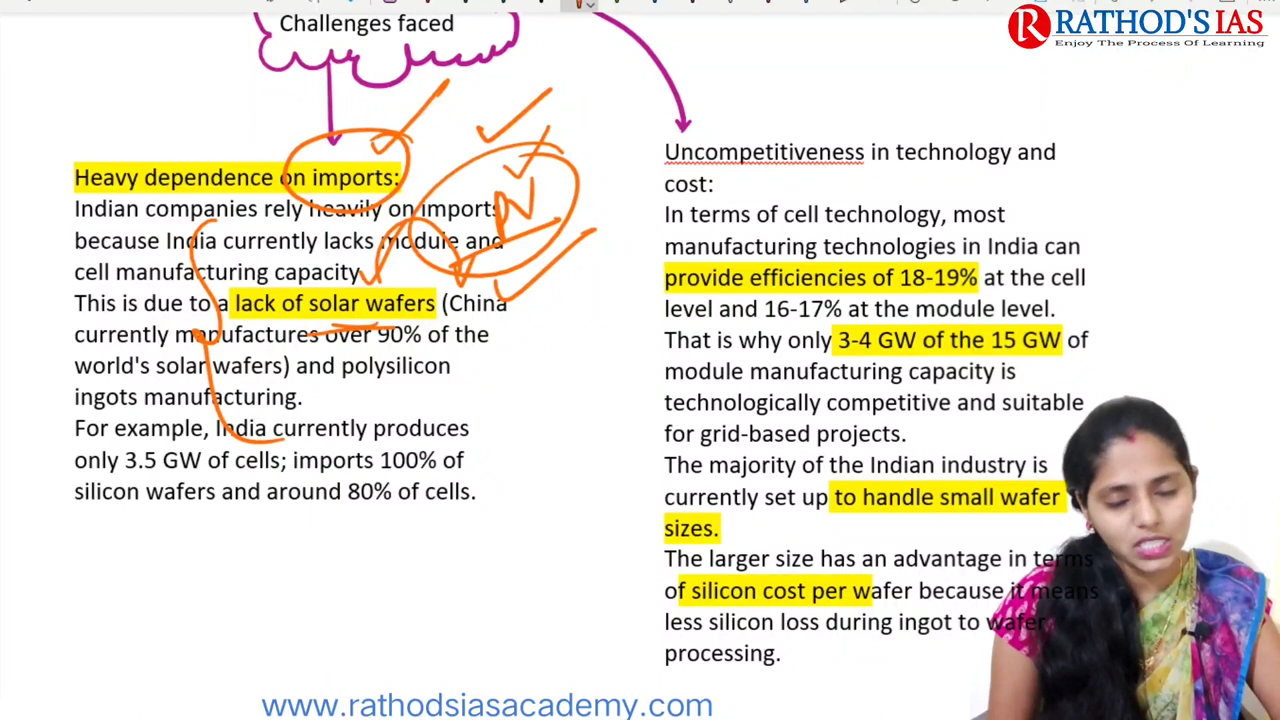 Challenges faced
RATHOD'S IAS
Enjoy The Process Of Learning
Heavy dependence on imports:
Indian companies rely heavily on imports
because India currently lacks module and
cell manufacturing capacity
This is due to a lack of solar wafers (China
currently manufactures over 90% of the
world's solar wafers) and polysilicon
ingots manufacturing.
For example, India currently produces
only 3.5 GW of cells; imports 100% of
silicon wafers and around 80% of cells.
PV
Uncompetitiveness in technology and
cost:
In terms of cell technology, most
manufacturing technologies in India can
provide efficiencies of 18-19% at the cell
level and 16-17% at the module level.
That is why only 3-4 GW of the 15 GW of
module manufacturing capacity is
technologically competitive and suitable
for grid-based projects.
The majority of the Indian industry is
currently set up to handle small wafer
sizes.
The larger size has an advantage in terms
of silicon cost per wafer because it means
less silicon loss during ingot to wafer
processing.
www.rathodsiasacademy.com